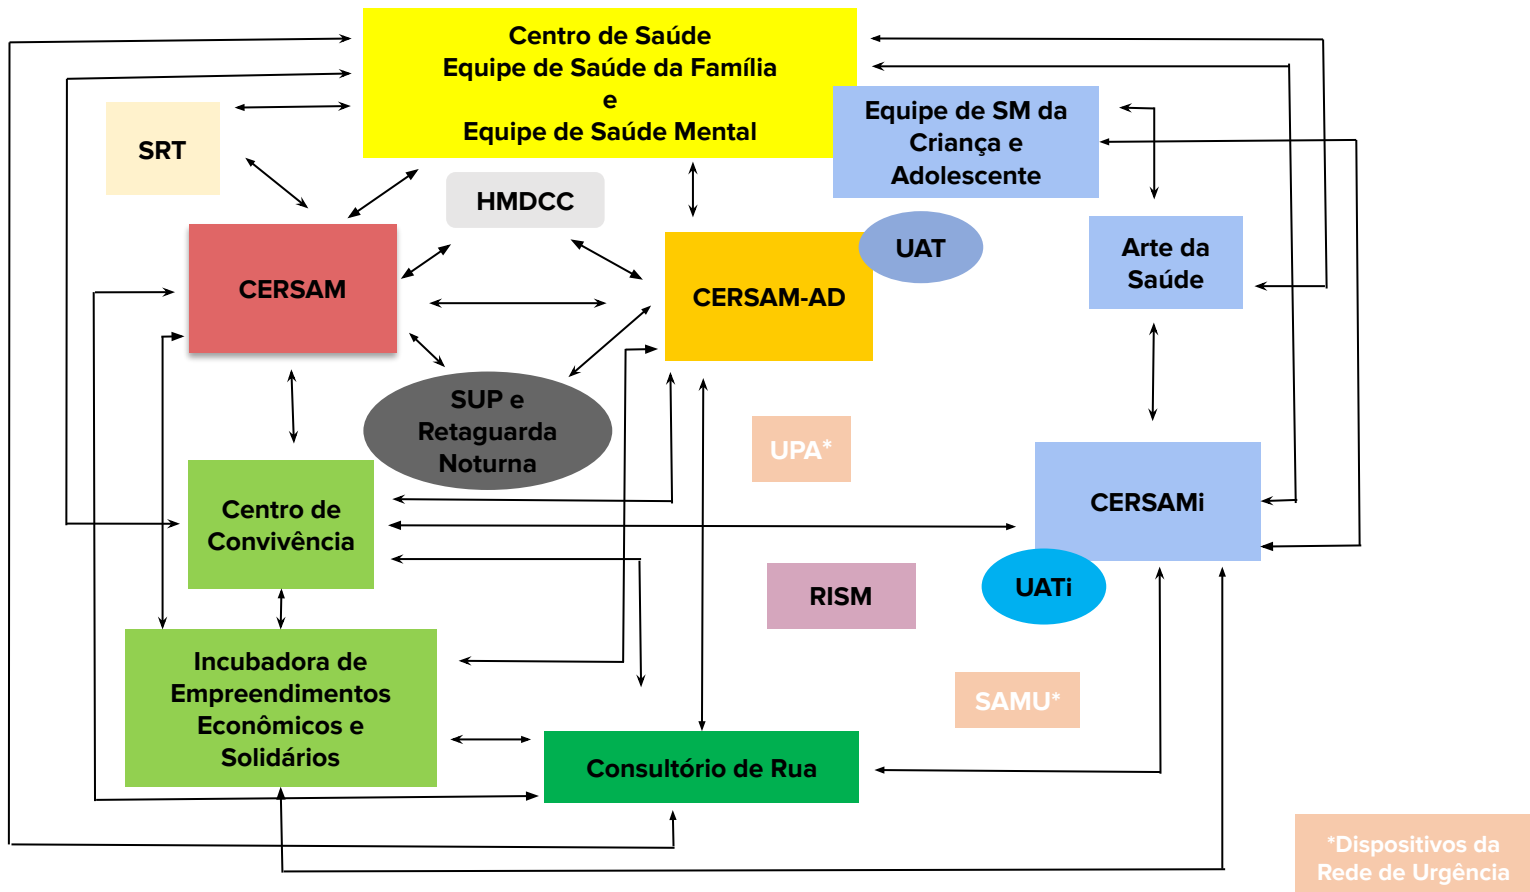 Centro de Saúde
Equipe de Saúde da Família
e
Equipe de Saúde Mental
Equipe de SM da
Criança e
Adolescente
SRT
HMDCC
UAT
Arte da
Saúde
CERSAM
CERSAM-AD
SUP e
Retaguarda
Noturna
UPA*
CERSAMi
Centro de
Convivência
RISM
UATi
Incubadora de
Empreendimentos
Econômicos e
Solidários
SAMU*
Consultório de Rua
*Dispositivos da
Rede de Urgência